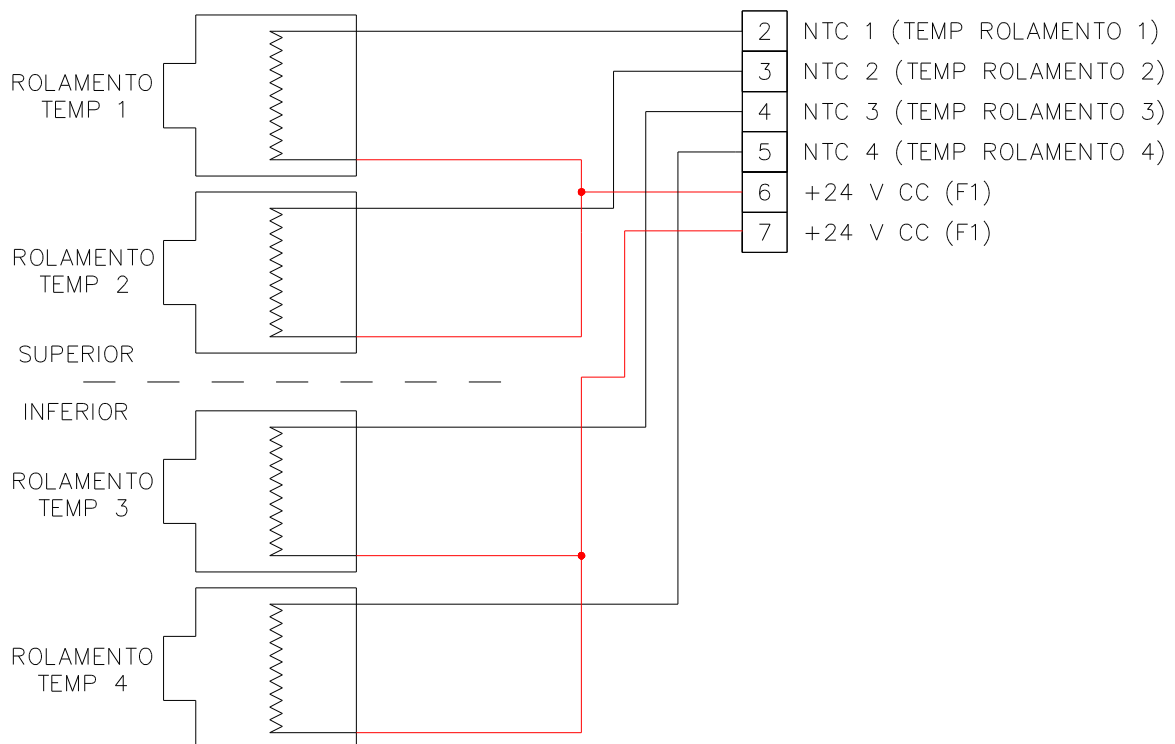 ROLAMENTO
TEMP 1
ROLAMENTO
TEMP 2
SUPERIOR
INFERIOR
ROLAMENTO
TEMP 3
ROLAMENTO
TEMP 4
2 NTC 1 (TEMP ROLAMENTO 1)
3 NTC 2 (TEMP ROLAMENTO 2)
4 NTC 3 (TEMP ROLAMENTO 3)
5 NTC 4 (TEMP ROLAMENTO 4)
6 +24 V CC (F1)
7 +24 V CC (F1)